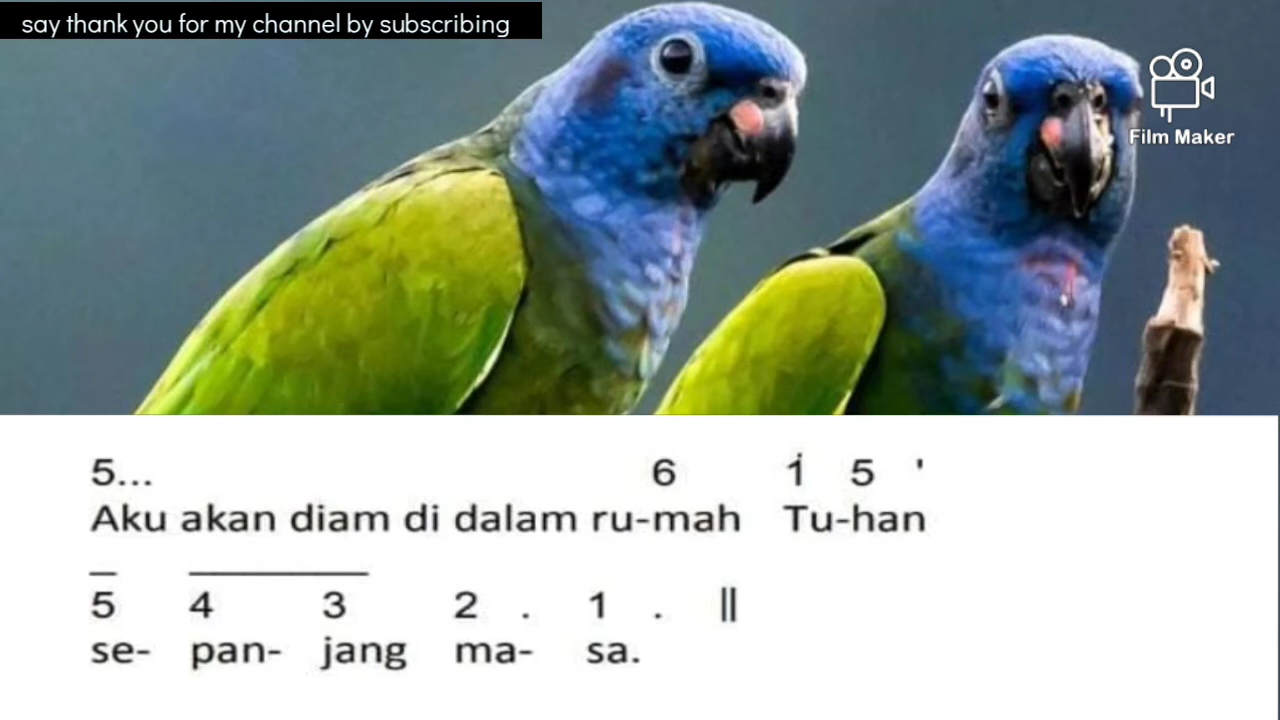 say thank you for my channel by subscribing
Film Maker
5... 6 1̇ 5 '
Aku akan diam di dalam ru-mah Tu-han
5 4 3 2 . 1 . ||
se- pan- jang ma- sa.